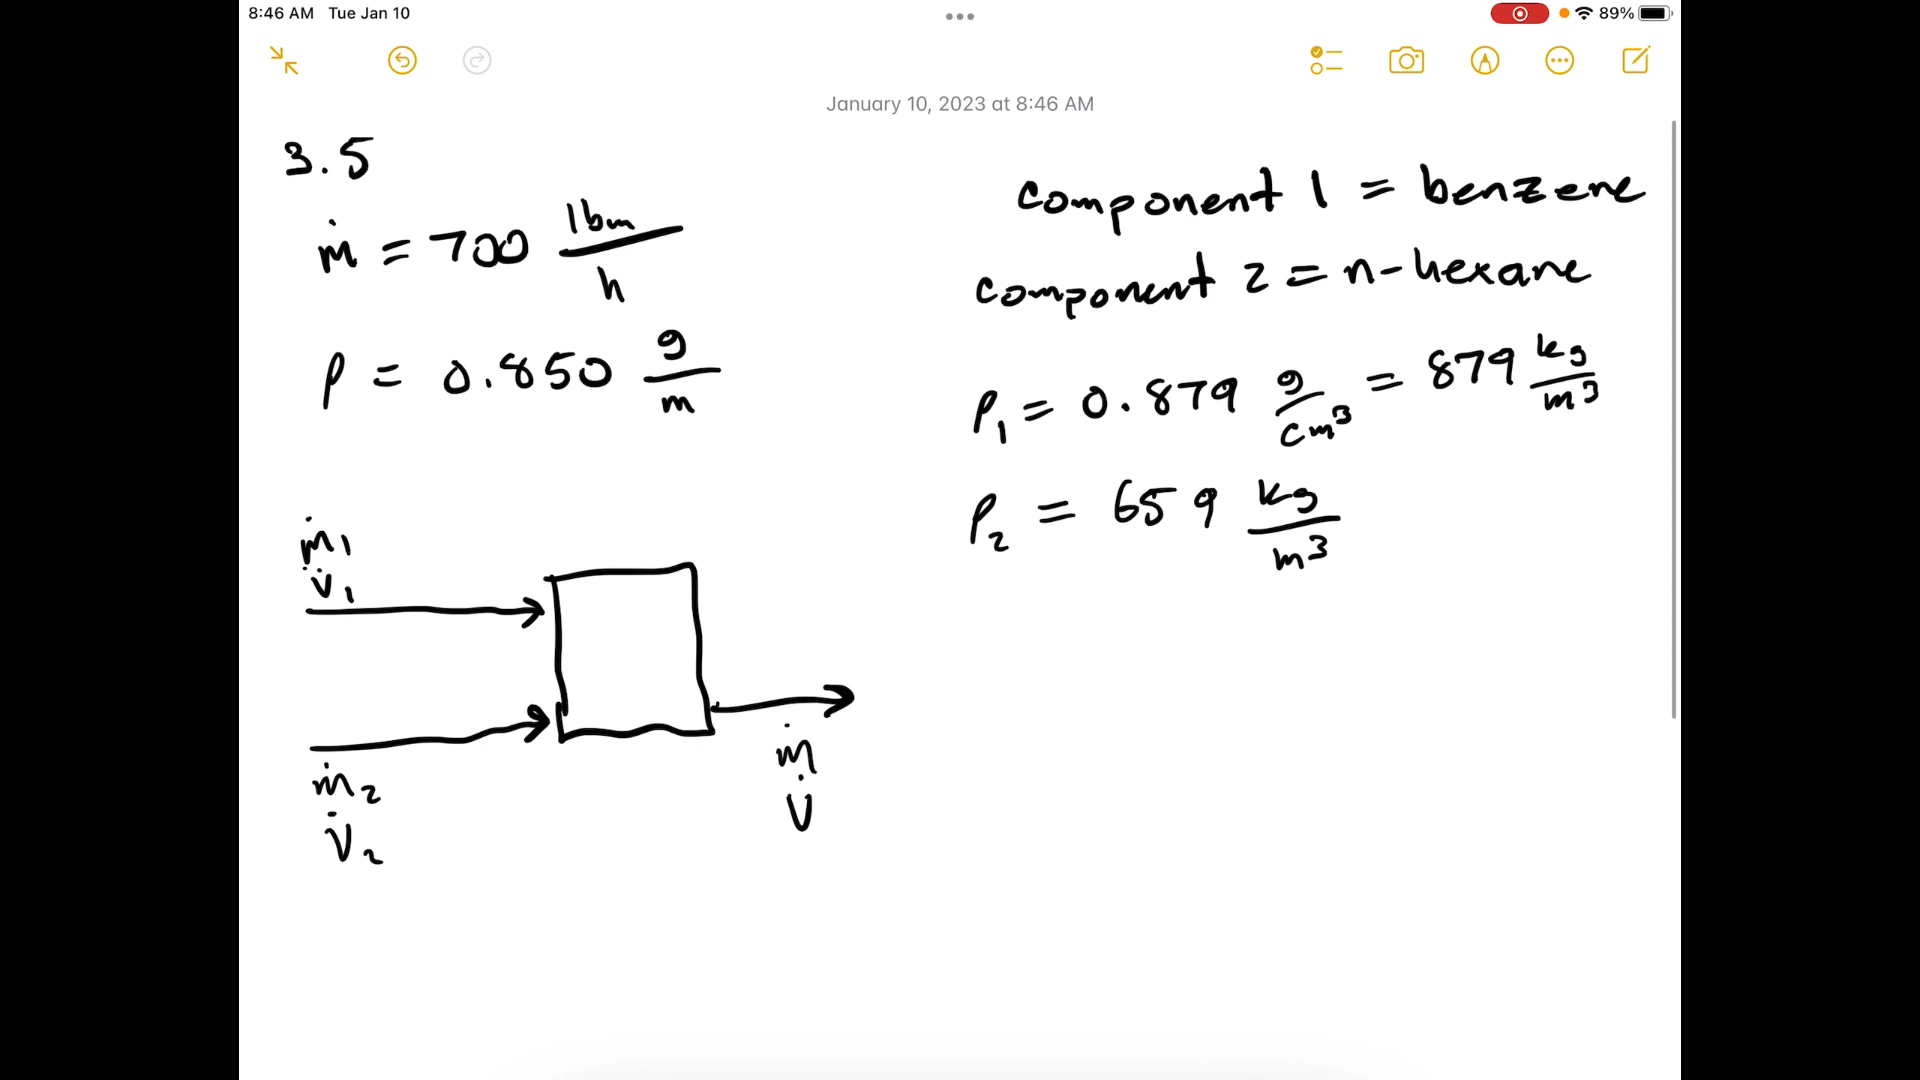 8:46 AM Tue Jan 10
89%
January 10, 2023 at 8:46 AM
3.5
ṁ = 700 lbm/h
ρ = 0.850 g/m
component 1 = benzene
component 2 = n-hexane
ρ₁ = 0.879 g/cm³ = 879 kg/m³
ρ₂ = 659 kg/m³
ṁ₁
V̇₁
ṁ₂
V̇₂
ṁ
V̇